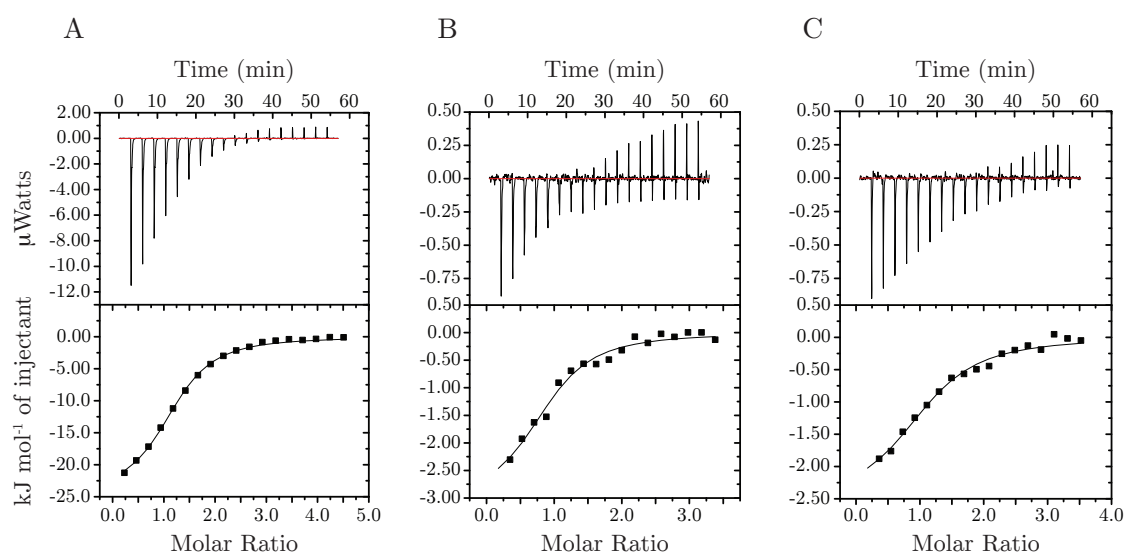 A
B
C
Time (min)
Time (min)
Time (min)
0 10 20 30 40 50 60
0 10 20 30 40 50 60
0 10 20 30 40 50 60
2.00
0.00
-2.00
-4.00
-6.00
-8.00
-10.0
-12.0
µWatts
0.50
0.25
0.00
-0.25
-0.50
-0.75
0.50
0.50
0.25
0.00
-0.25
-0.50
-0.75
0.50
0.00
-5.00
-10.0
-15.0
-20.0
-25.0
kJ mol⁻¹ of injectant
0.00
-0.50
-1.00
-1.50
-2.00
-2.50
-3.00
0.00
-0.50
-1.00
-1.50
-2.00
-2.50
0.0 1.0 2.0 3.0 4.0 5.0
0.0 1.0 2.0 3.0
0.0 1.0 2.0 3.0 4.0
Molar Ratio
Molar Ratio
Molar Ratio